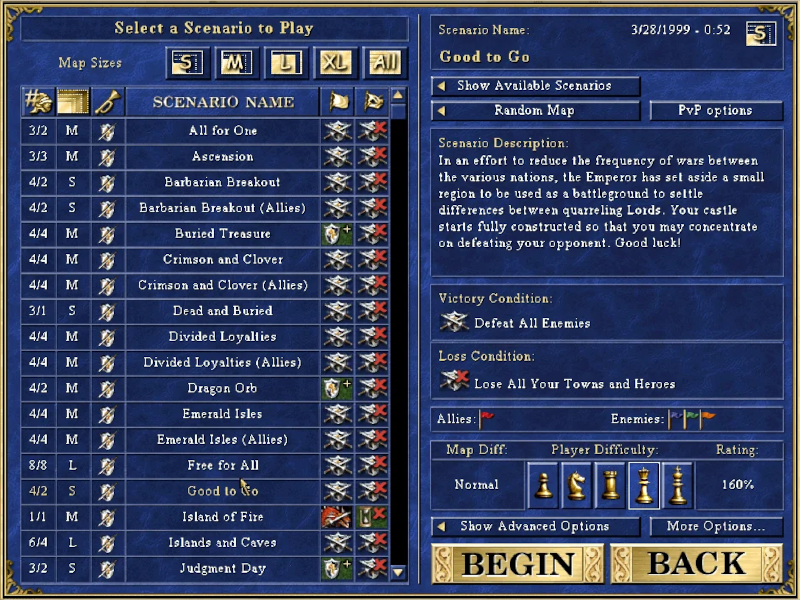 Select a Scenario to Play
Map Sizes S M L XL All
# SCENARIO NAME
3/2 M All for One
3/3 M Ascension
4/2 S Barbarian Breakout
4/2 S Barbarian Breakout (Allies)
4/4 M Buried Treasure
4/4 M Crimson and Clover
4/4 M Crimson and Clover (Allies)
3/1 S Dead and Buried
4/4 M Divided Loyalties
4/4 M Divided Loyalties (Allies)
4/2 M Dragon Orb
4/4 M Emerald Isles
4/4 M Emerald Isles (Allies)
8/8 L Free for All
4/2 S Good to Go
1/1 M Island of Fire
6/4 L Islands and Caves
3/2 S Judgment Day
Scenario Name: 3/28/1999 - 0:52 S
Good to Go
Show Available Scenarios
Random Map PvP options
Scenario Description:
In an effort to reduce the frequency of wars between
the various nations, the Emperor has set aside a small
region to be used as a battleground to settle
differences between quarreling Lords. Your castle
starts fully constructed so that you may concentrate
on defeating your opponent. Good luck!
Victory Condition:
Defeat All Enemies
Loss Condition:
Lose All Your Towns and Heroes
Allies: Enemies:
Map Diff: Player Difficulty: Rating:
Normal 160%
Show Advanced Options More Options...
BEGIN BACK